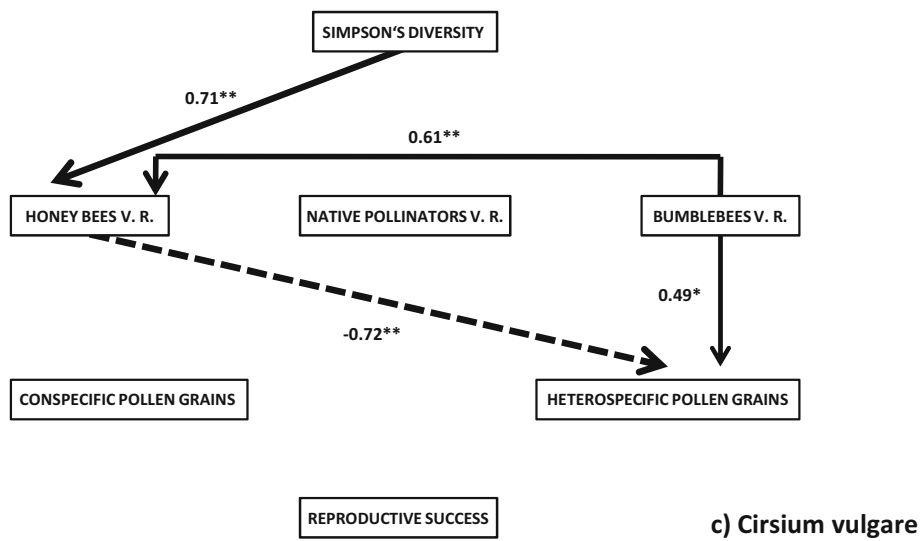 SIMPSON'S DIVERSITY
0.71**
0.61**
HONEY BEES V. R.
NATIVE POLLINATORS V. R.
BUMBLEBEES V. R.
0.49*
-0.72**
CONSPECIFIC POLLEN GRAINS
HETEROSPECIFIC POLLEN GRAINS
REPRODUCTIVE SUCCESS
c) Cirsium vulgare